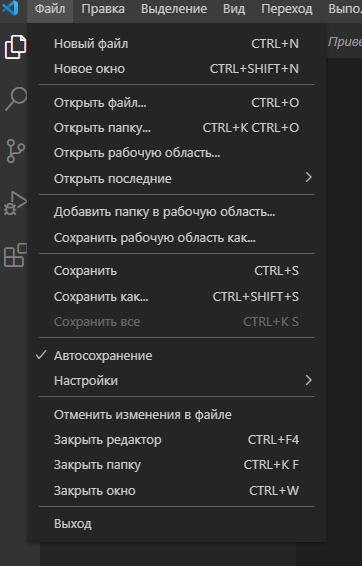 Файл Правка Выделение Вид Переход Выпо
Приве
Новый файл CTRL+N
Новое окно CTRL+SHIFT+N
Открыть файл... CTRL+O
Открыть папку... CTRL+K CTRL+O
Открыть рабочую область...
Открыть последние
Добавить папку в рабочую область...
Сохранить рабочую область как...
Сохранить CTRL+S
Сохранить как... CTRL+SHIFT+S
Сохранить все CTRL+K S
Автосохранение
Настройки
Отменить изменения в файле
Закрыть редактор CTRL+F4
Закрыть папку CTRL+K F
Закрыть окно CTRL+W
Выход